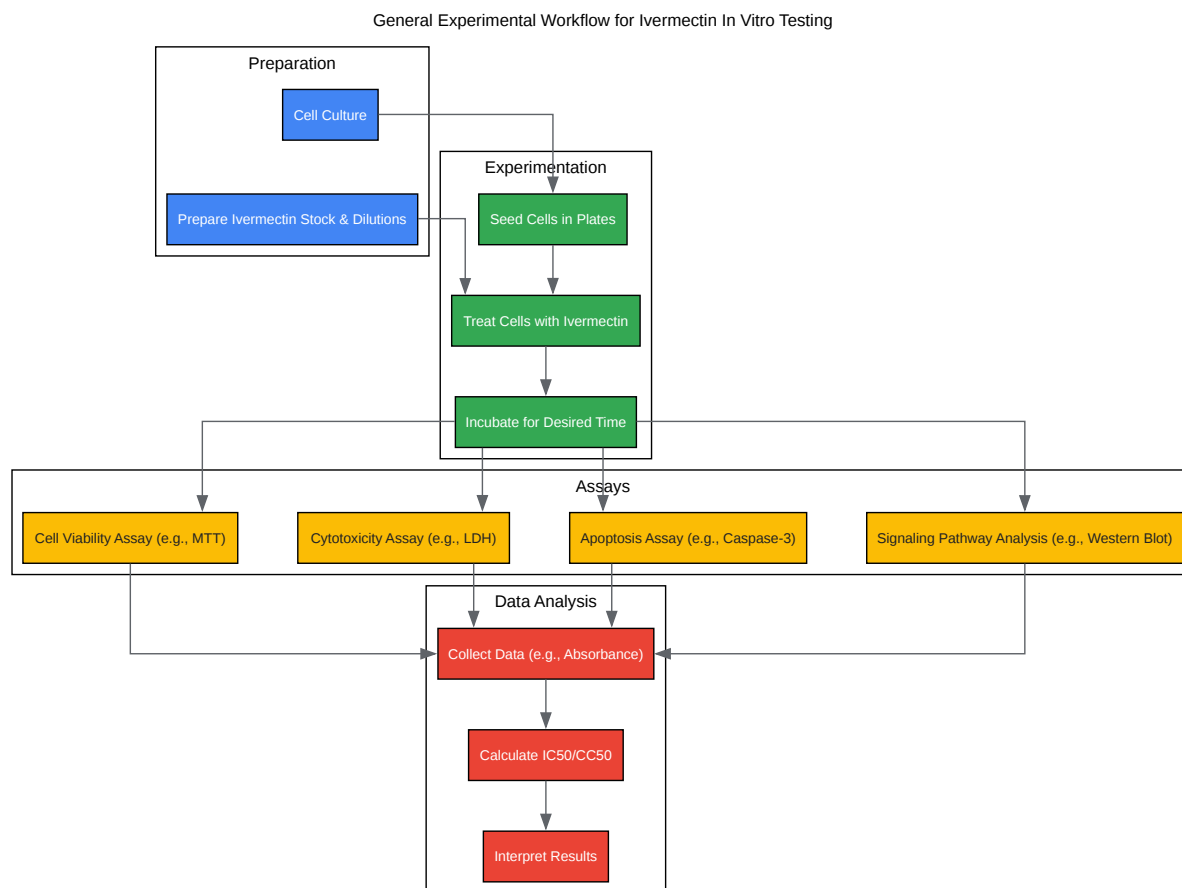 General Experimental Workflow for Ivermectin In Vitro Testing
Preparation
Cell Culture
Experimentation
Prepare Ivermectin Stock & Dilutions
Seed Cells in Plates
Treat Cells with Ivermectin
Incubate for Desired Time
Assays
Cell Viability Assay (e.g., MTT)
Cytotoxicity Assay (e.g., LDH)
Apoptosis Assay (e.g., Caspase-3)
Signaling Pathway Analysis (e.g., Western Blot)
Data Analysis
Collect Data (e.g., Absorbance)
Calculate IC50/CC50
Interpret Results